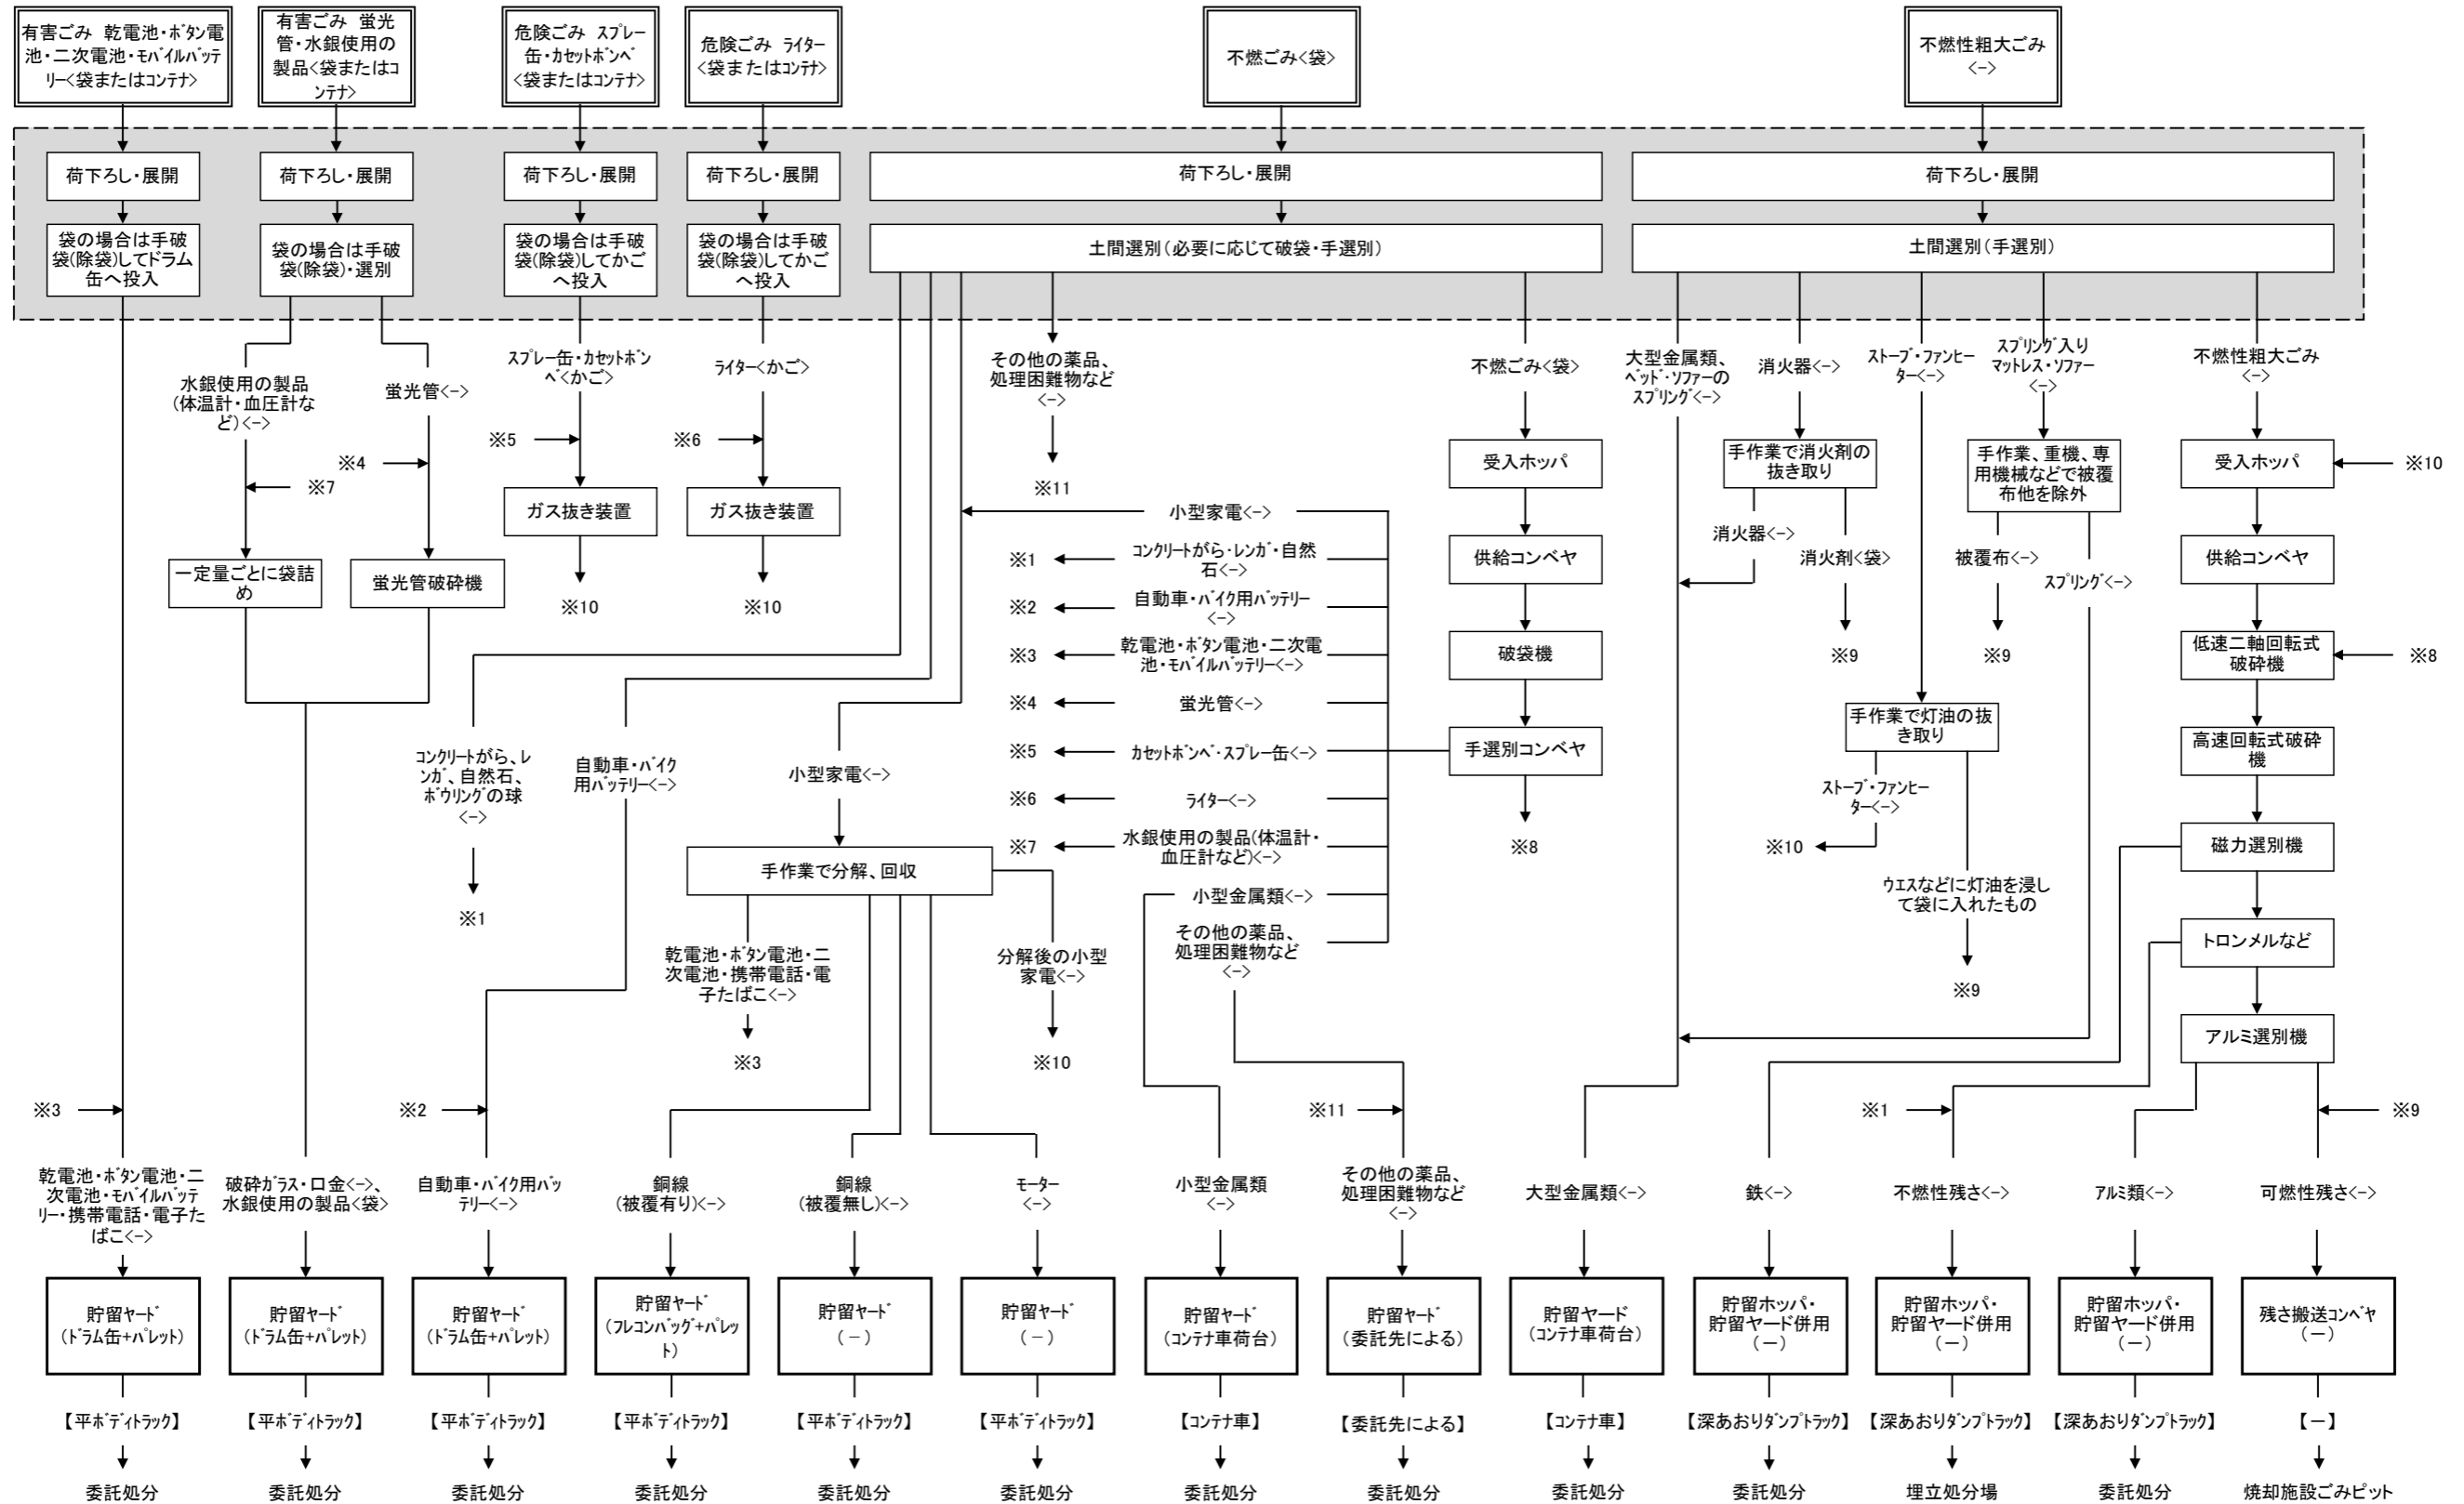 有害ごみ 乾電池・ボタン電
池・二次電池・モバイルバッテ
リー<袋またはコンテナ>
有害ごみ 蛍光
管・水銀使用の
製品<袋またはコ
ンテナ>
危険ごみ スプレー
缶・カセットボンベ
<袋またはコンテナ>
危険ごみ ライター
<袋またはコンテナ>
不燃ごみ<袋>
不燃性粗大ごみ
<->
荷下ろし・展開
荷下ろし・展開
荷下ろし・展開
荷下ろし・展開
荷下ろし・展開
荷下ろし・展開
袋の場合は手破
袋(除袋)してドラム
缶へ投入
袋の場合は手破
袋(除袋)・選別
袋の場合は手破
袋(除袋)してかご
へ投入
袋の場合は手破
袋(除袋)してかご
へ投入
土間選別(必要に応じて破袋・手選別)
土間選別(手選別)
水銀使用の製品
(体温計・血圧計な
ど)<->
蛍光管<->
スプレー缶・カセットボン
ベ<かご>
ライター<かご>
その他の薬品、
処理困難物など
<->
不燃ごみ<袋>
大型金属類、
ベッド・ソファーの
スプリング<->
消火器<->
ストーブ・ファンヒー
ター<->
スプリング入り
マットレス・ソファー
<->
不燃性粗大ごみ
<->
※7
※4
※5
※6
※11
受入ホッパ
手作業で消火剤の
抜き取り
手作業、重機、専
用機械などで被覆
布他を除外
受入ホッパ
※10
一定量ごとに袋詰
め
蛍光管破砕機
ガス抜き装置
ガス抜き装置
※10
※10
小型家電<->
※1
コンクリートがら・レンガ・自然
石<->
※2
自動車・バイク用バッテリー
<->
※3
乾電池・ボタン電池・二次電
池・モバイルバッテリー<->
※4
蛍光管<->
※5
カセットボンベ・スプレー缶<->
※6
ライター<->
※7
水銀使用の製品(体温計・
血圧計など)<->
小型金属類<->
その他の薬品、
処理困難物など
<->
供給コンベヤ
破袋機
手選別コンベヤ
※8
消火器<->
消火剤<袋>
※9
被覆布<->
※9
スプリング<->
供給コンベヤ
低速二軸回転式
破砕機
※8
高速回転式破砕
機
磁力選別機
トロンメルなど
アルミ選別機
手作業で灯油の抜
き取り
ストーブ・ファンヒー
ター<->
※10
ウエスなどに灯油を浸し
て袋に入れたもの
※9
コンクリートがら、レ
ンガ、自然石、
ボウリングの球
<->
※1
自動車・バイク
用バッテリー<->
小型家電<->
手作業で分解、回収
乾電池・ボタン電池・二
次電池・携帯電話・電
子たばこ<->
※3
分解後の小型
家電<->
※10
※3
※2
※11
※1
※9
乾電池・ボタン電池・二
次電池・モバイルバッテ
リー・携帯電話・電子た
ばこ<->
破砕ガラス・口金<->、
水銀使用の製品<袋>
自動車・バイク用バッ
テリー<->
銅線
(被覆有り)<->
銅線
(被覆無し)<->
モーター
<->
小型金属類
<->
その他の薬品、
処理困難物など
<->
大型金属類<->
鉄<->
不燃性残さ<->
アルミ類<->
可燃性残さ<->
貯留ヤード
(ドラム缶+パレット)
貯留ヤード
(ドラム缶+パレット)
貯留ヤード
(ドラム缶+パレット)
貯留ヤード
(フレコンバッグ+パレッ
ト)
貯留ヤード
(-)
貯留ヤード
(-)
貯留ヤード
(コンテナ車荷台)
貯留ヤード
(委託先による)
貯留ヤード
(コンテナ車荷台)
貯留ホッパ・
貯留ヤード併用
(-)
貯留ホッパ・
貯留ヤード併用
(-)
貯留ホッパ・
貯留ヤード併用
(-)
残さ搬送コンベヤ
(-)
【平ボディトラック】
【平ボディトラック】
【平ボディトラック】
【平ボディトラック】
【平ボディトラック】
【平ボディトラック】
【コンテナ車】
【委託先による】
【コンテナ車】
【深あおりダンプトラック】
【深あおりダンプトラック】
【深あおりダンプトラック】
【-】
委託処分
委託処分
委託処分
委託処分
委託処分
委託処分
委託処分
委託処分
委託処分
委託処分
埋立処分場
委託処分
焼却施設ごみピット